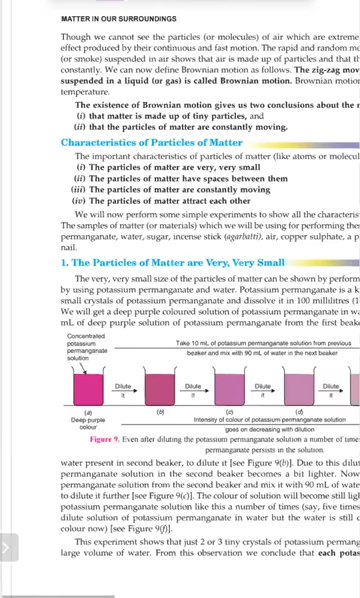 MATTER IN OUR SURROUNDINGS
Though we cannot see the particles (or molecules) of air which are extreme
effect produced by their continuous and fast motion. The rapid and random mo
(or smoke) suspended in air shows that air is made up of particles and that th
constantly. We can now define Brownian motion as follows. The zig-zag mov
suspended in a liquid (or gas) is called Brownian motion. Brownian motion
temperature.
The existence of Brownian motion gives us two conclusions about the n
(i) that matter is made up of tiny particles, and
(ii) that the particles of matter are constantly moving.
Characteristics of Particles of Matter
The important characteristics of particles of matter (like atoms or molecul
(i) The particles of matter are very, very small
(ii) The particles of matter have spaces between them
(iii) The particles of matter are constantly moving
(iv) The particles of matter attract each other
We will now perform some simple experiments to show all the characteris
The samples of matter (or materials) which we will be using for performing thes
permanganate, water, sugar, incense stick (agarbatti), air, copper sulphate, a p
nail.
1. The Particles of Matter are Very, Very Small
The very, very small size of the particles of matter can be shown by perform
by using potassium permanganate and water. Potassium permanganate is a k
small crystals of potassium permanganate and dissolve it in 100 millilitres (1
We will get a deep purple coloured solution of potassium permanganate in wa
mL of deep purple solution of potassium permanganate from the first beake
Concentrated
potassium
permanganate
solution
Take 10 mL of potassium permanganate solution from previous
beaker and mix with 90 mL of water in the next beaker
Dilute it
Dilute it
Dilute it
Dilute it
(a)
(b)
(c)
(d)
Deep purple
colour
Intensity of colour of potassium permanganate solution
goes on decreasing with dilution
Figure 9. Even after diluting the potassium permanganate solution a number of times
permanganate persists in the solution.
water present in second beaker, to dilute it [see Figure 9(b)]. Due to this dilut
permanganate solution in the second beaker becomes a bit lighter. Now
permanganate solution from the second beaker and mix it with 90 mL of wate
to dilute it further [see Figure 9(c)]. The colour of solution will become still ligh
potassium permanganate solution like this a number of times (say, five times
dilute solution of potassium permanganate in water but the water is still c
colour now) [see Figure 9(f)].
This experiment shows that just 2 or 3 tiny crystals of potassium permang
large volume of water. From this observation we conclude that each potas